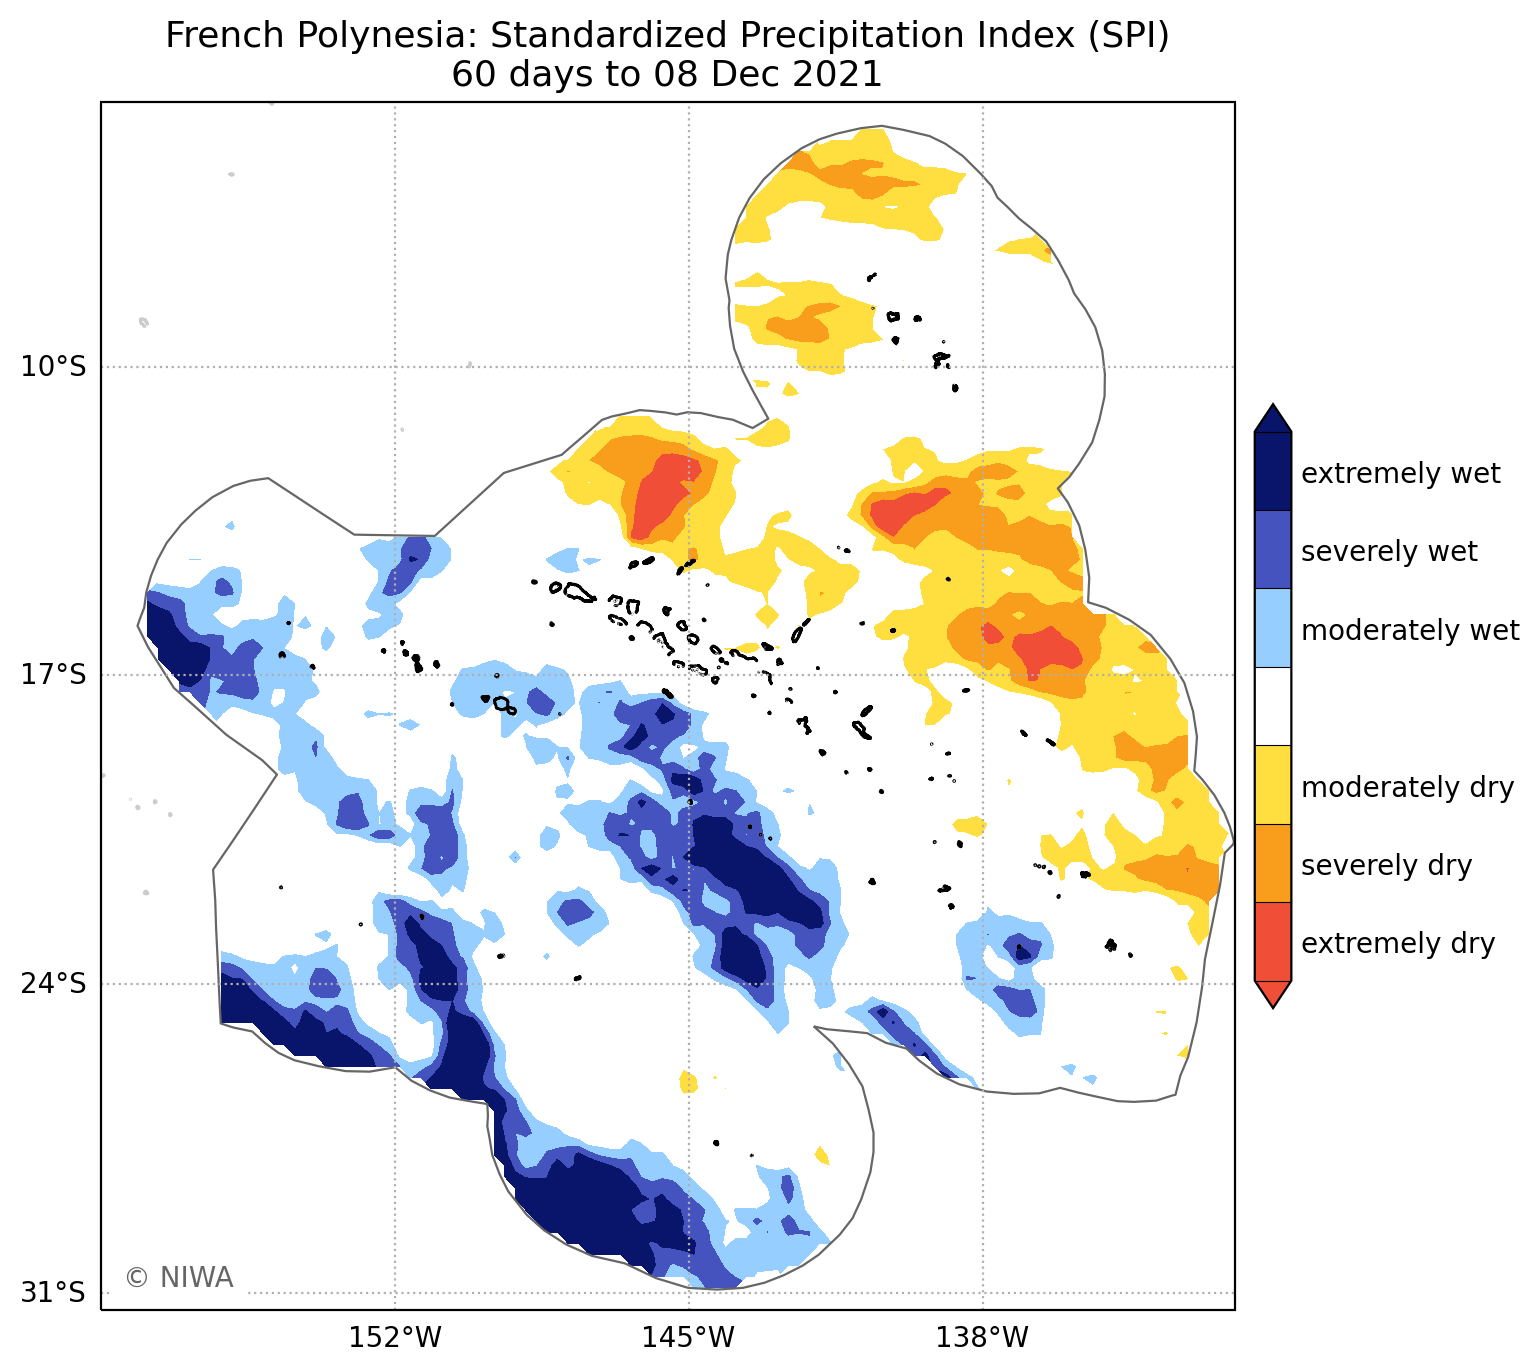 French Polynesia: Standardized Precipitation Index (SPI)
60 days to 08 Dec 2021
10°S
17°S
24°S
31°S
152°W
145°W
138°W
© NIWA
extremely wet
severely wet
moderately wet
moderately dry
severely dry
extremely dry